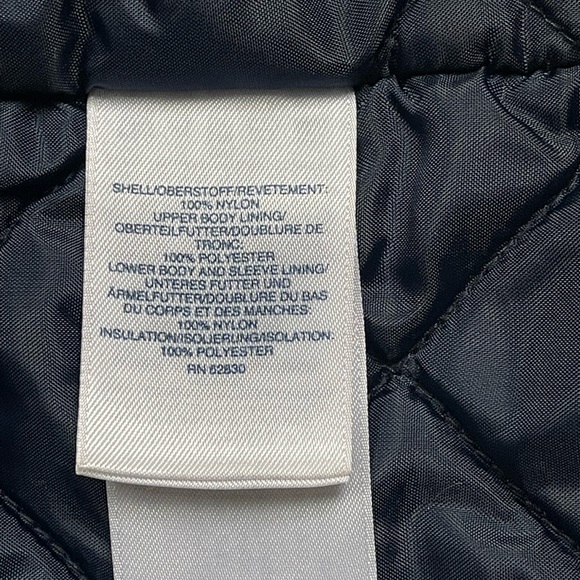 SHELL/OBERSTOFF/REVETEMENT:
100% NYLON
UPPER BODY LINING/
OBERTEILFUTTER/DOUBLURE DE
TRONC:
100% POLYESTER
LOWER BODY AND SLEEVE LINING/
UNTERES FUTTER UND
ÄRMELFUTTER/DOUBLURE DU BAS
DU CORPS ET DES MANCHES:
100% NYLON
INSULATION/ISOLIERUNG/ISOLATION:
100% POLYESTER
RN 52830